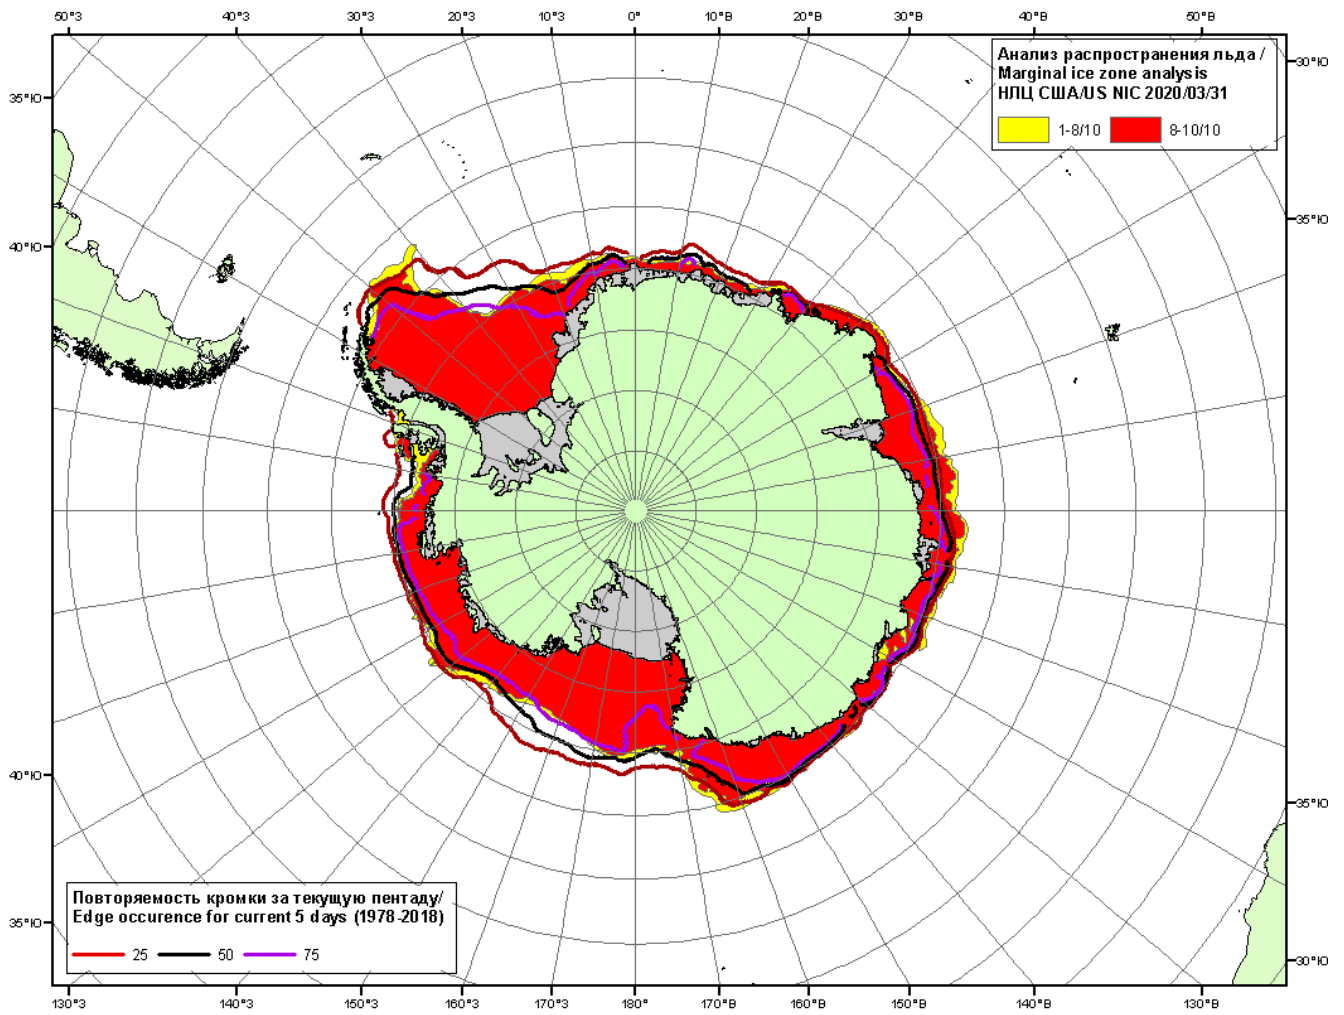 50°З 40°З 30°З 20°З 10°З 0° 10°В 20°В 30°В 40°В 50°В
Анализ распространения льда /
Marginal ice zone analysis
НЛЦ США/US NIC 2020/03/31
1-8/10 8-10/10
30°Ю
35°Ю
35°Ю
40°Ю
40°Ю
35°Ю
35°Ю
30°Ю
Повторяемость кромки за текущую пентаду/
Edge occurence for current 5 days (1978-2018)
25 50 75
130°З 140°З 150°З 160°З 170°З 180° 170°В 160°В 150°В 140°В 130°В